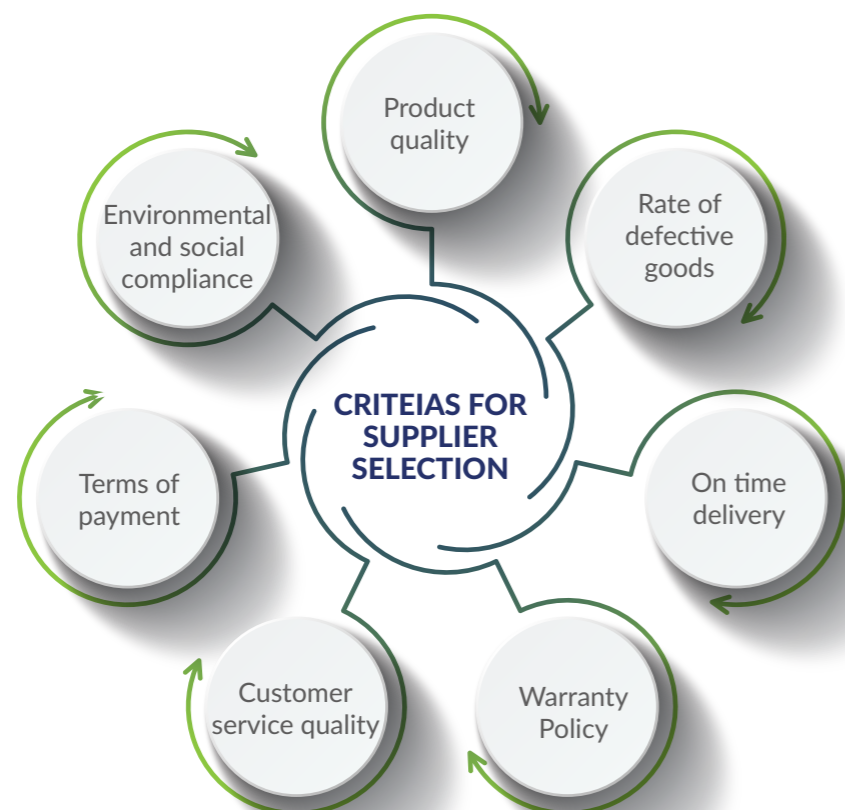 Product
quality
Rate of
defective
goods
On time
delivery
Warranty
Policy
Customer
service quality
Terms of
payment
Environmental
and social
compliance
CRITEIAS FOR
SUPPLIER
SELECTION